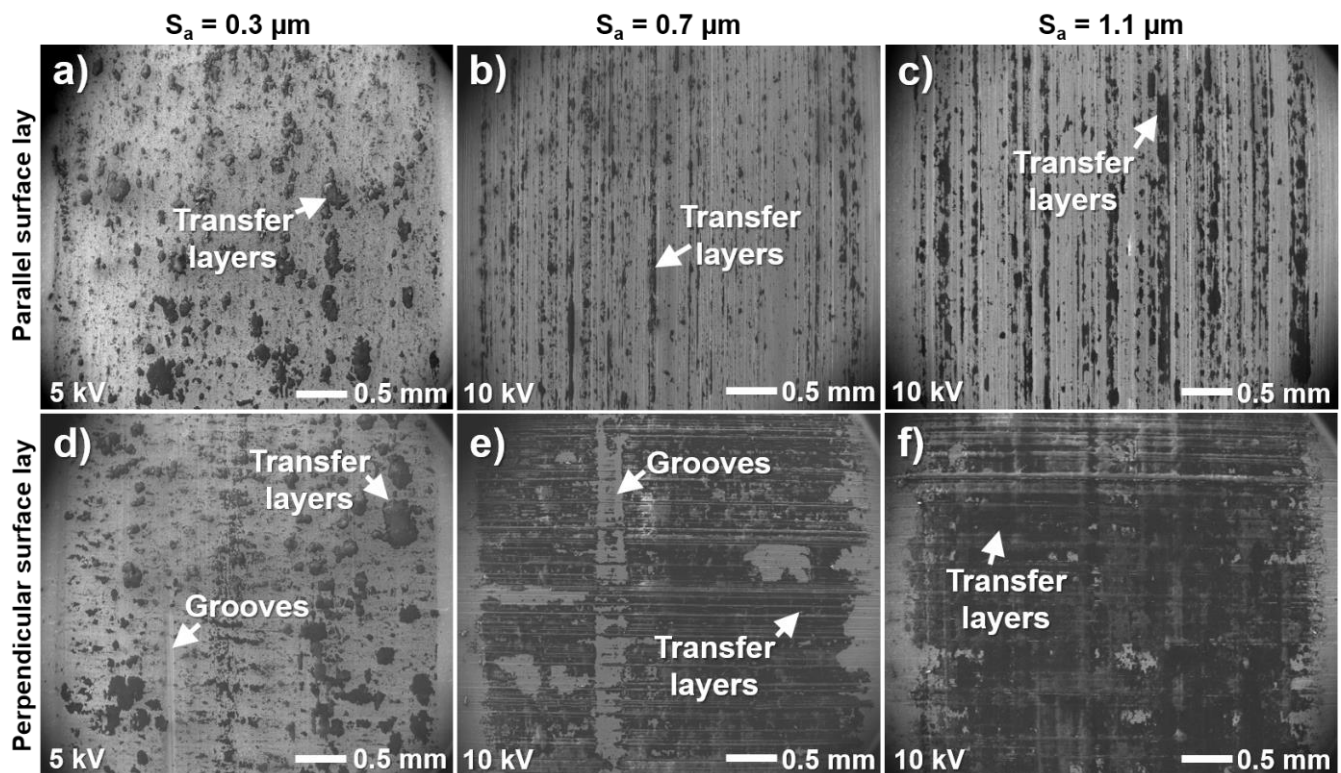 Sₐ = 0.3 µm
Sₐ = 0.7 µm
Sₐ = 1.1 µm
Parallel surface lay
a)
Transfer
layers
5 kV
0.5 mm
b)
Transfer
layers
10 kV
0.5 mm
c)
Transfer
layers
10 kV
0.5 mm
Perpendicular surface lay
d)
Transfer
layers
Grooves
5 kV
0.5 mm
e)
Grooves
Transfer
layers
10 kV
0.5 mm
f)
Transfer
layers
10 kV
0.5 mm